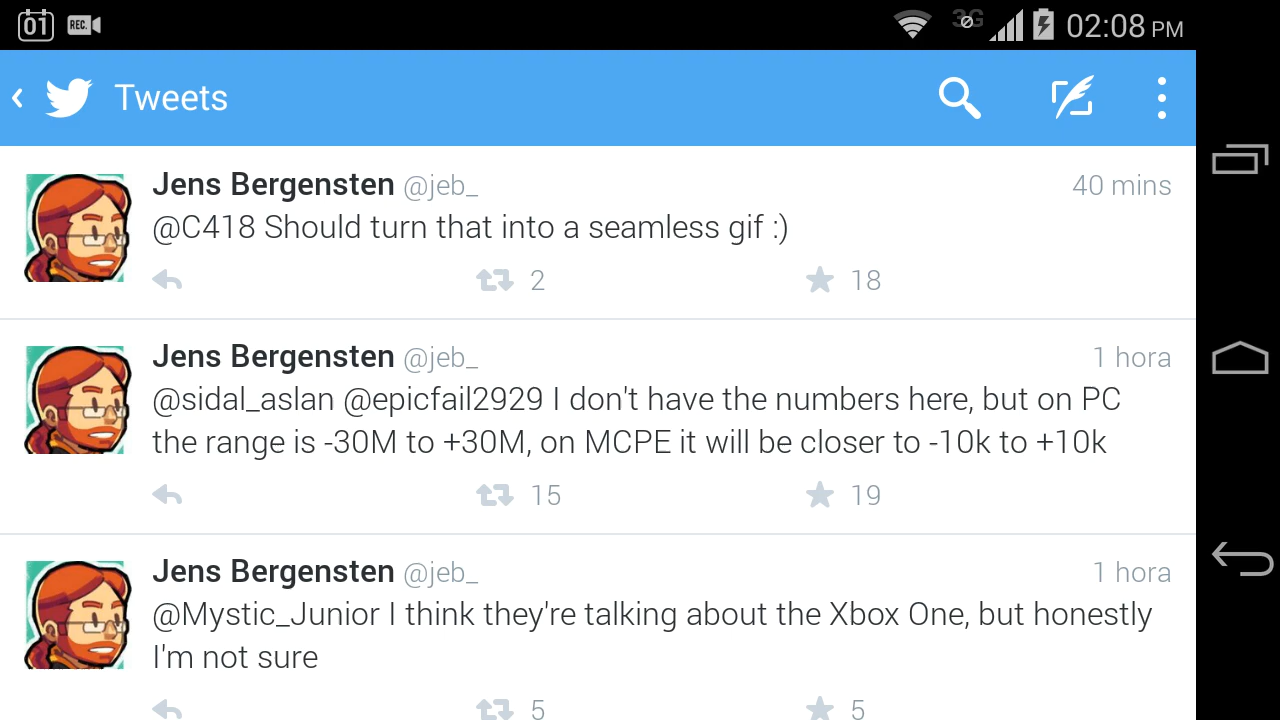 01 REC. 3G 02:08 PM
Tweets
Jens Bergensten @jeb_ 40 mins
@C418 Should turn that into a seamless gif :)
2 18
Jens Bergensten @jeb_ 1 hora
@sidal_aslan @epicfail2929 I don't have the numbers here, but on PC
the range is -30M to +30M, on MCPE it will be closer to -10k to +10k
15 19
Jens Bergensten @jeb_ 1 hora
@Mystic_Junior I think they're talking about the Xbox One, but honestly
I'm not sure
5 5